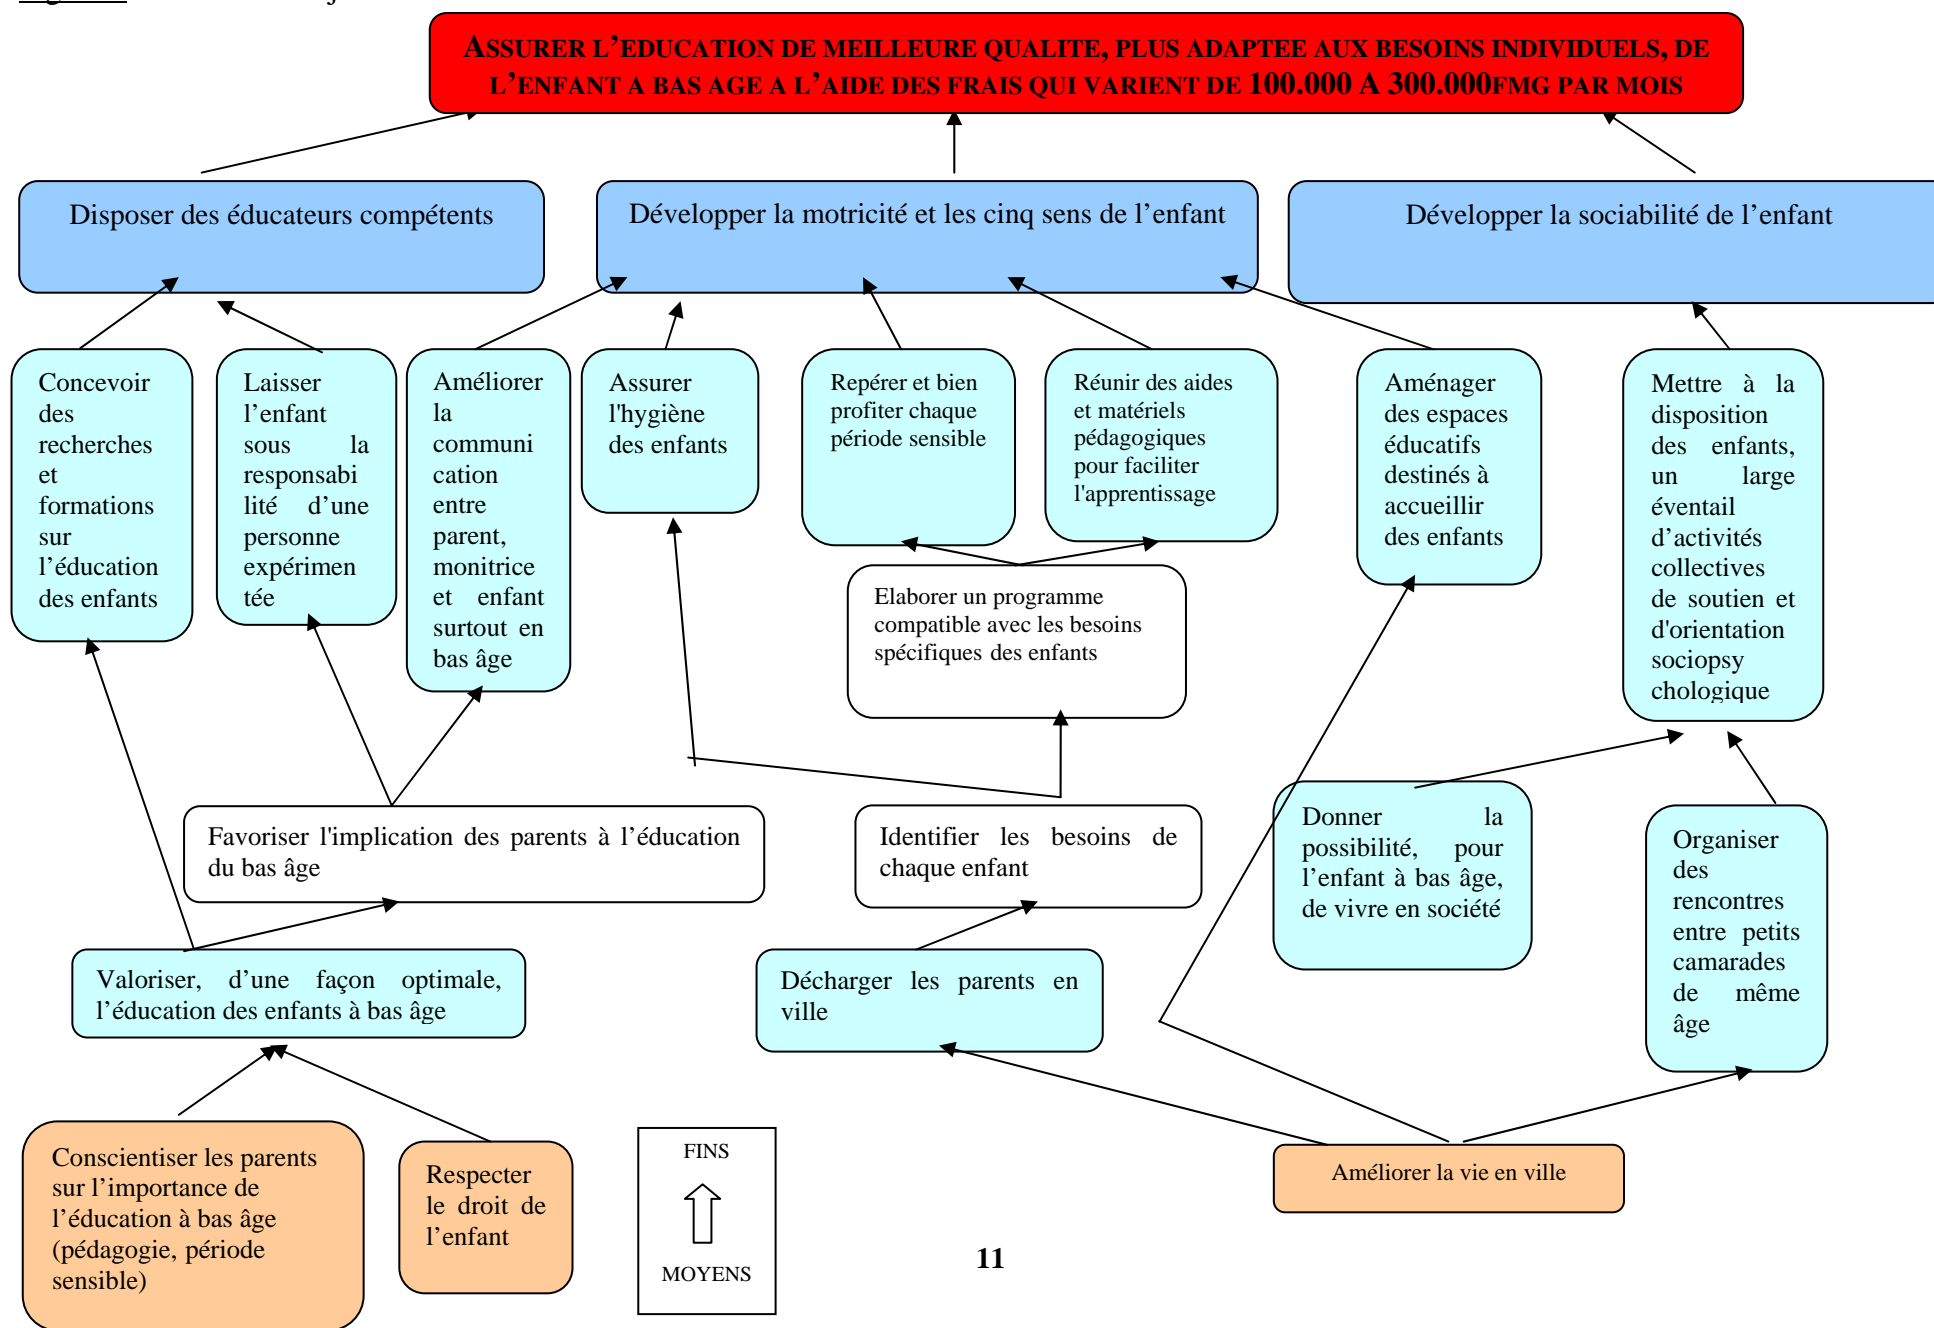 ASSURER L’EDUCATION DE MEILLEURE QUALITE, PLUS ADAPTEE AUX BESOINS INDIVIDUELS, DE
L’ENFANT A BAS AGE A L’AIDE DES FRAIS QUI VARIENT DE 100.000 A 300.000FMG PAR MOIS
Disposer des éducateurs compétents
Développer la motricité et les cinq sens de l’enfant
Développer la sociabilité de l’enfant
Concevoir
des
recherches
et
formations
sur
l’éducation
des enfants
Laisser
l’enfant
sous la
responsabi
lité d’une
personne
expérimen
tée
Améliorer
la
communi
cation
entre
parent,
monitrice
et enfant
surtout en
bas âge
Assurer
l'hygiène
des enfants
Repérer et bien
profiter chaque
période sensible
Réunir des aides
et matériels
pédagogiques
pour faciliter
l'apprentissage
Aménager
des espaces
éducatifs
destinés à
accueillir
des enfants
Mettre à la
disposition
des enfants,
un large
éventail
d’activités
collectives
de soutien et
d'orientation
sociopsy
chologique
Elaborer un programme
compatible avec les besoins
spécifiques des enfants
Favoriser l'implication des parents à l’éducation
du bas âge
Identifier les besoins de
chaque enfant
Donner la
possibilité, pour
l’enfant à bas âge,
de vivre en société
Organiser
des
rencontres
entre petits
camarades
de même
âge
Valoriser, d’une façon optimale,
l’éducation des enfants à bas âge
Décharger les parents en
ville
Conscientiser les parents
sur l’importance de
l’éducation à bas âge
(pédagogie, période
sensible)
Respecter
le droit de
l’enfant
FINS
MOYENS
Améliorer la vie en ville
11